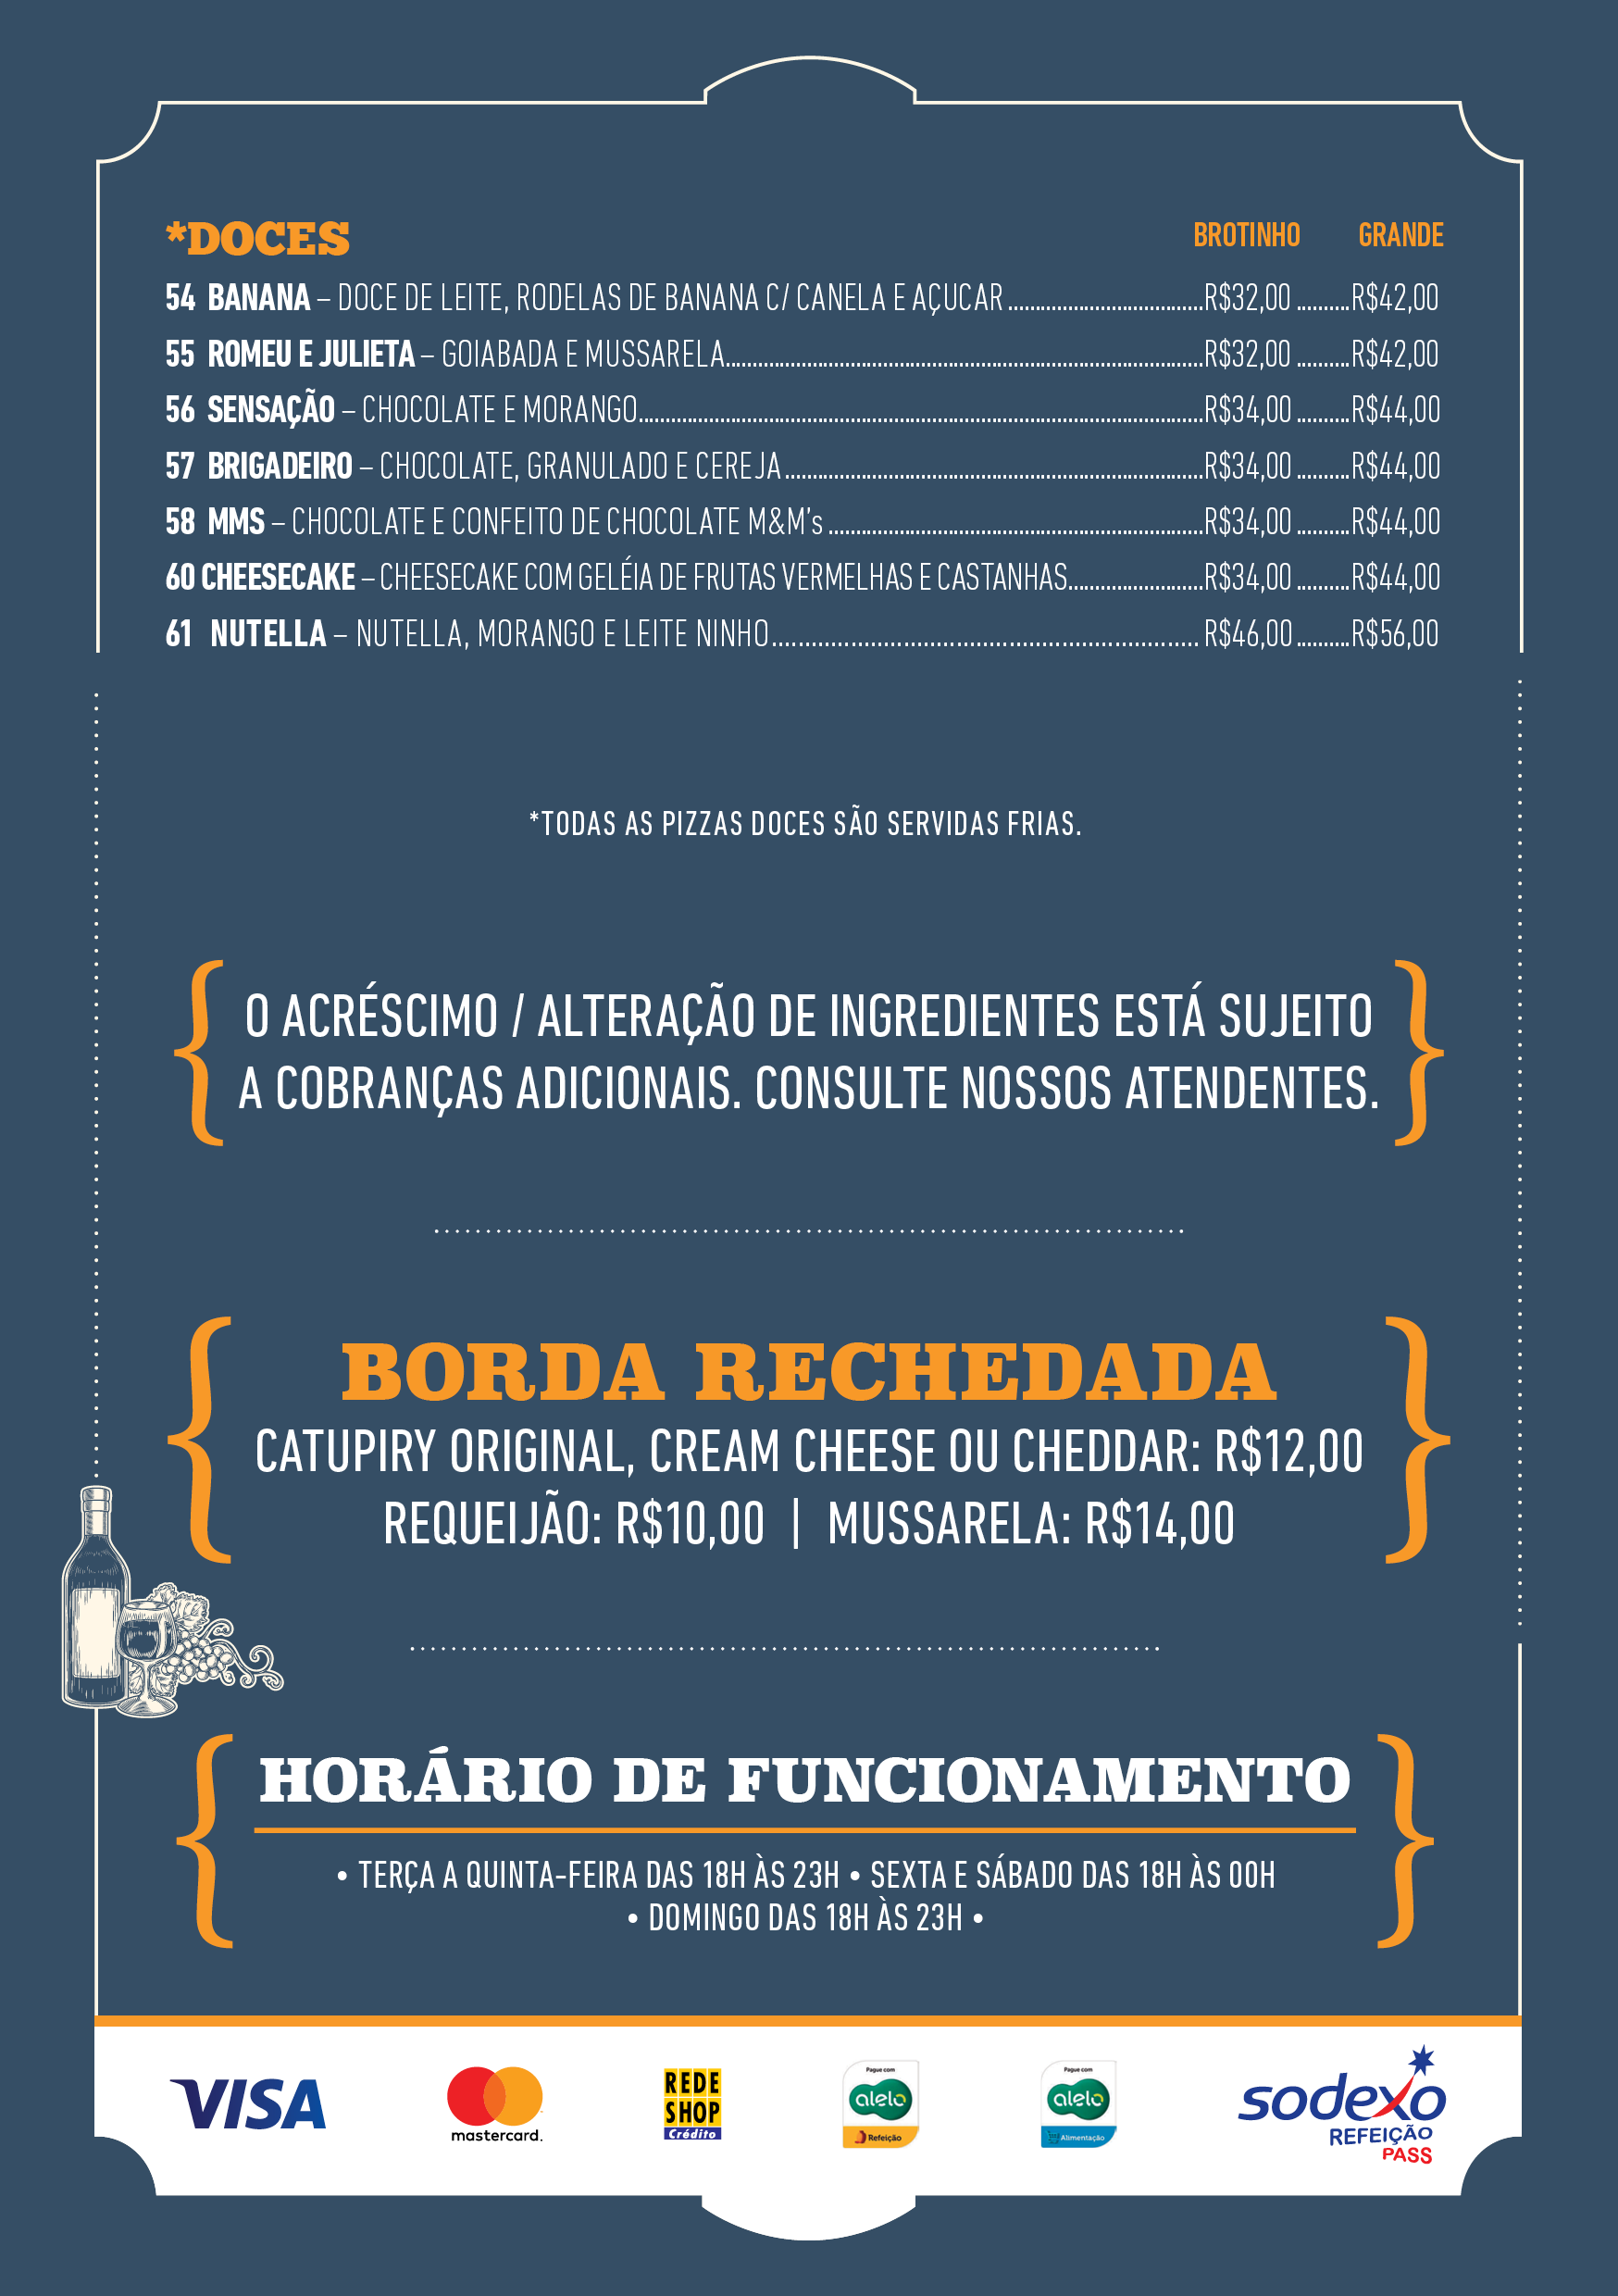 *DOCES BROTINHO GRANDE
54 BANANA – DOCE DE LEITE, RODELAS DE BANANA C/ CANELA E AÇUCAR ....................................R$32,00 ..........R$42,00
55 ROMEU E JULIETA – GOIABADA E MUSSARELA........................................................................................R$32,00 ..........R$42,00
56 SENSAÇÃO – CHOCOLATE E MORANGO........................................................................................................R$34,00 ..........R$44,00
57 BRIGADEIRO – CHOCOLATE, GRANULADO E CEREJA .............................................................................R$34,00 ..........R$44,00
58 MMS – CHOCOLATE E CONFEITO DE CHOCOLATE M&M's .....................................................................R$34,00 ..........R$44,00
60 CHEESECAKE – CHEESECAKE COM GELÉIA DE FRUTAS VERMELHAS E CASTANHAS.........................R$34,00 ..........R$44,00
61 NUTELLA – NUTELLA, MORANGO E LEITE NINHO................................................................. R$46,00 ..........R$56,00
*TODAS AS PIZZAS DOCES SÃO SERVIDAS FRIAS.
O ACRÉSCIMO / ALTERAÇÃO DE INGREDIENTES ESTÁ SUJEITO
A COBRANÇAS ADICIONAIS. CONSULTE NOSSOS ATENDENTES.
BORDA RECHEDADA
CATUPIRY ORIGINAL, CREAM CHEESE OU CHEDDAR: R$12,00
REQUEIJÃO: R$10,00 | MUSSARELA: R$14,00
HORÁRIO DE FUNCIONAMENTO
• TERÇA A QUINTA-FEIRA DAS 18H ÀS 23H • SEXTA E SÁBADO DAS 18H ÀS 00H
• DOMINGO DAS 18H ÀS 23H •
VISA
mastercard.
REDE
SHOP
Crédito
Pague com
alelo
Refeição
Pague com
alelo
Alimentação
sodexo
REFEIÇÃO
PASS